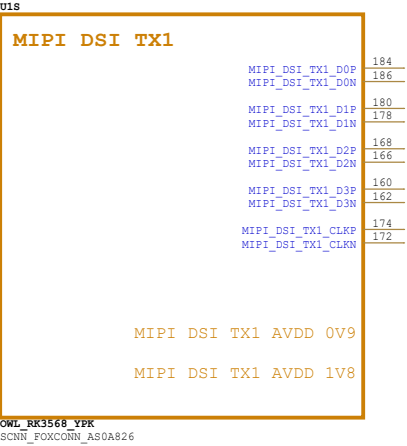 U1S
MIPI DSI TX1
MIPI_DSI_TX1_D0P 184
MIPI_DSI_TX1_D0N 186
MIPI_DSI_TX1_D1P 180
MIPI_DSI_TX1_D1N 178
MIPI_DSI_TX1_D2P 168
MIPI_DSI_TX1_D2N 166
MIPI_DSI_TX1_D3P 160
MIPI_DSI_TX1_D3N 162
MIPI_DSI_TX1_CLKP 174
MIPI_DSI_TX1_CLKN 172
MIPI DSI TX1 AVDD 0V9
MIPI DSI TX1 AVDD 1V8
OWL_RK3568_YPK
SCNN_FOXCONN_AS0A826